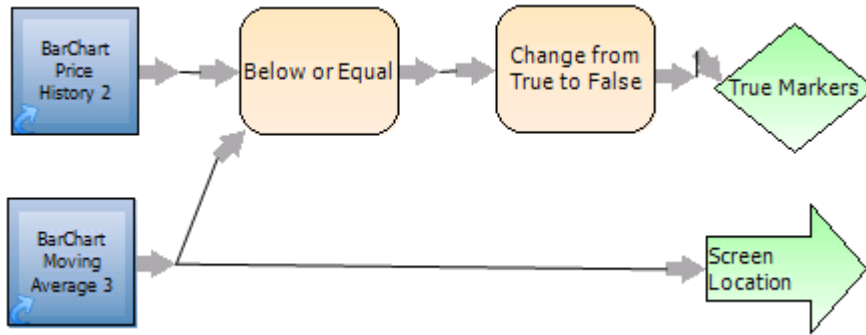 BarChart
Price
History 2
Below or Equal
Change from
True to False
True Markers
BarChart
Moving
Average 3
Screen
Location